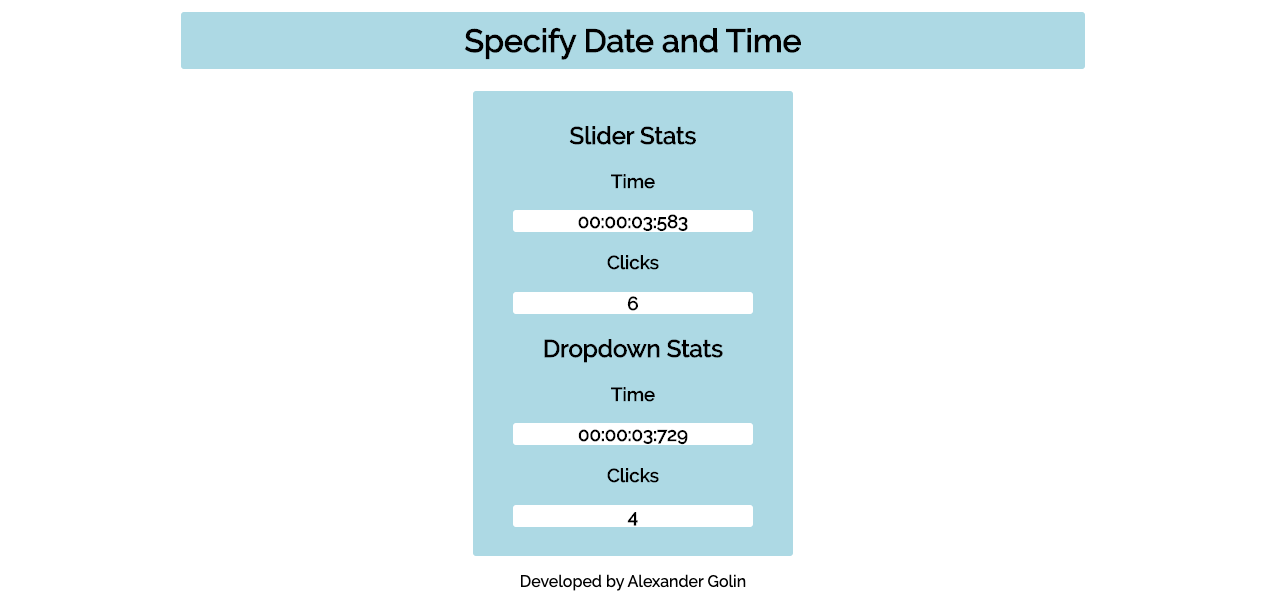 Specify Date and Time
Slider Stats
Time
00:00:03:583
Clicks
6
Dropdown Stats
Time
00:00:03:729
Clicks
4
Developed by Alexander Golin